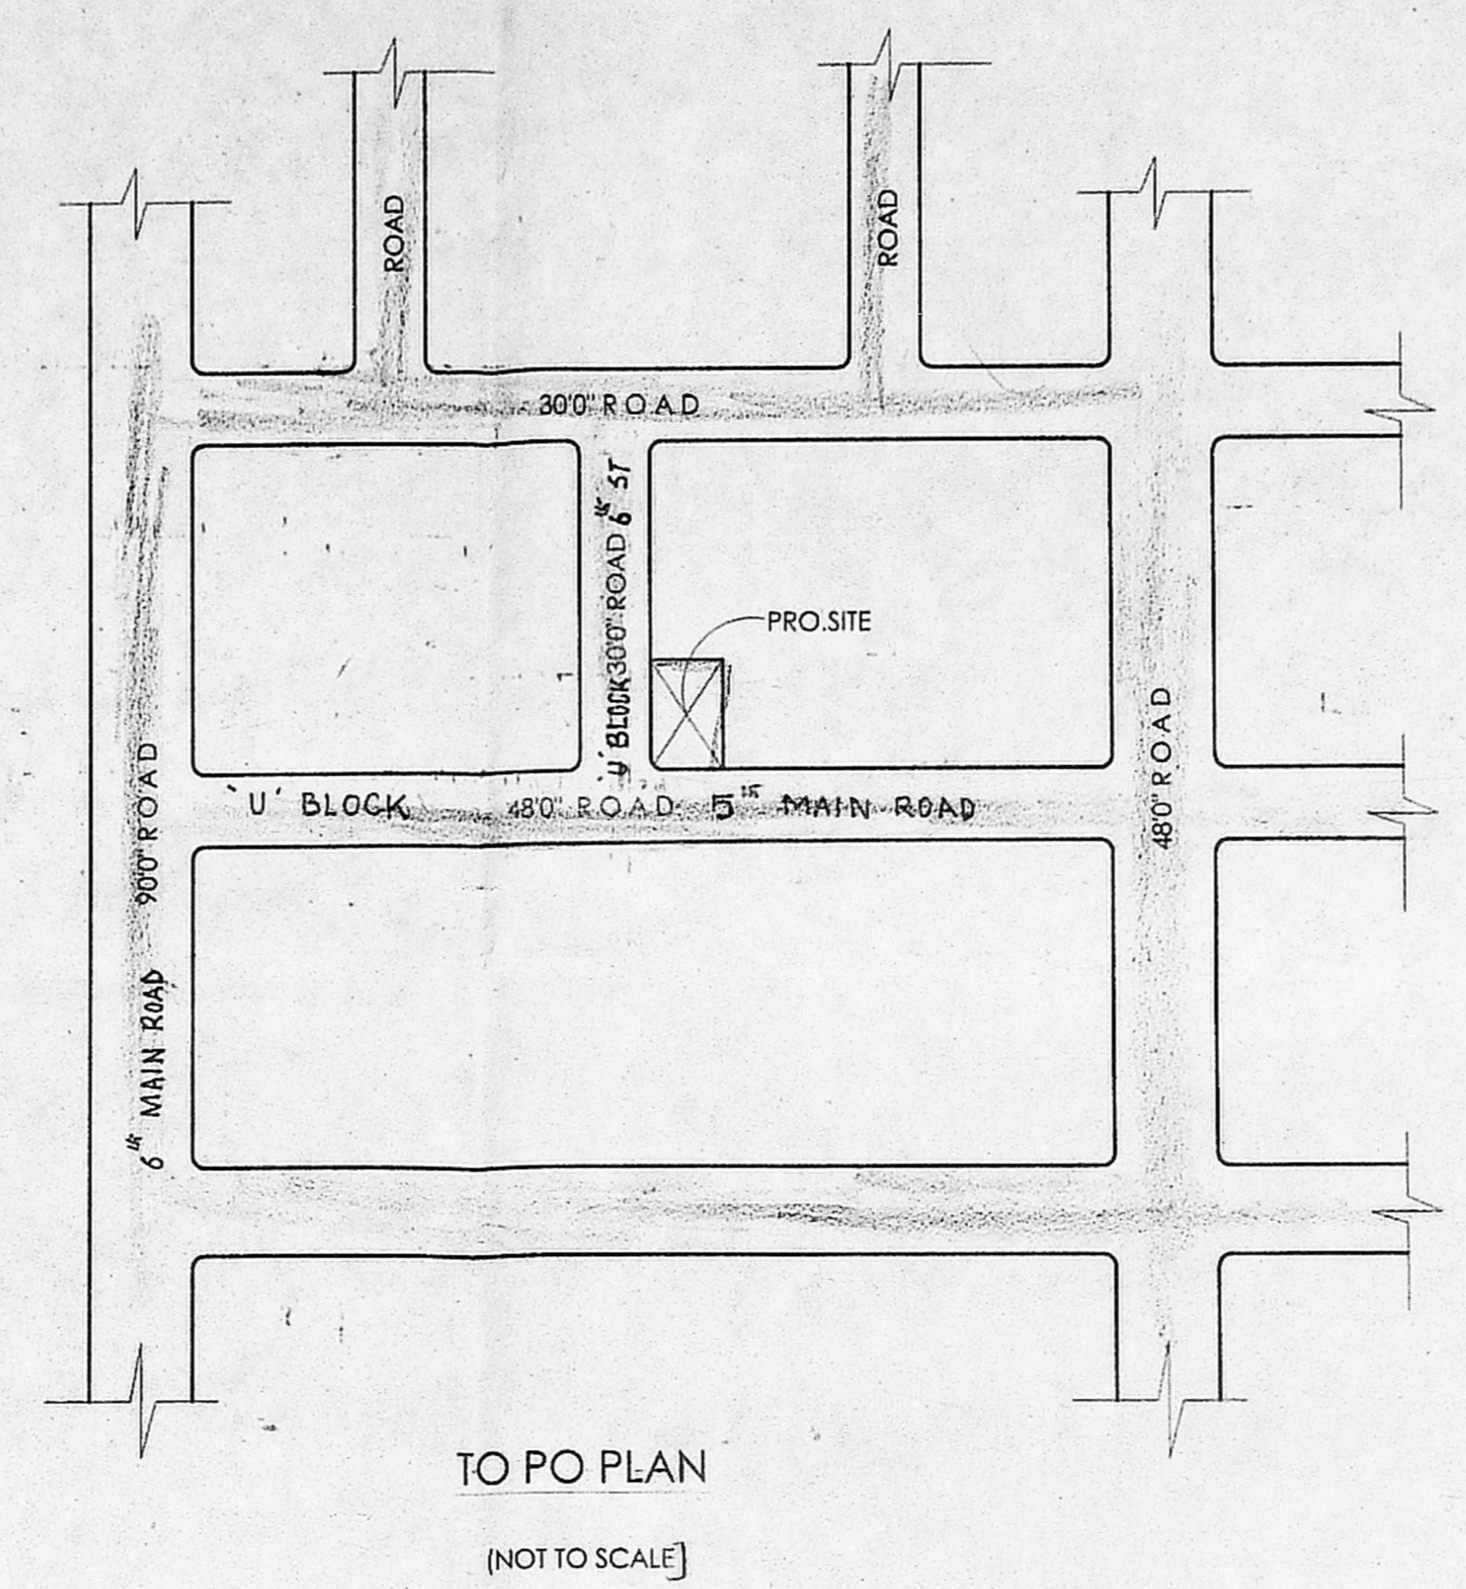 ROAD
ROAD
30'0" ROAD
'U' BLOCK 30'0" ROAD 6th ST
PRO.SITE
90'0" ROAD
48'0" ROAD
'U' BLOCK 48'0" ROAD 5th MAIN ROAD
6th MAIN ROAD
TO PO PLAN
(NOT TO SCALE]